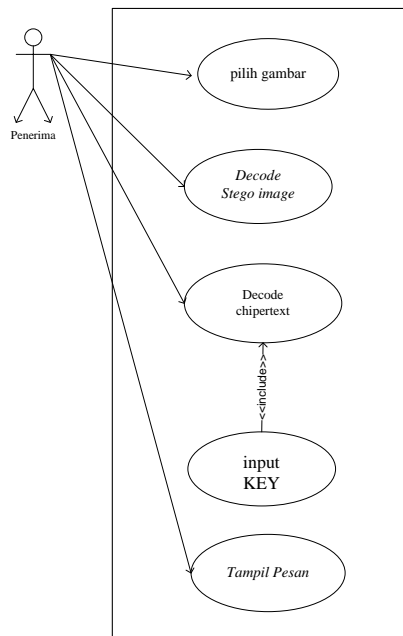 pilih gambar
Penerima
Decode
Stego image
Decode
chipertext
<<include>>
input
KEY
Tampil Pesan